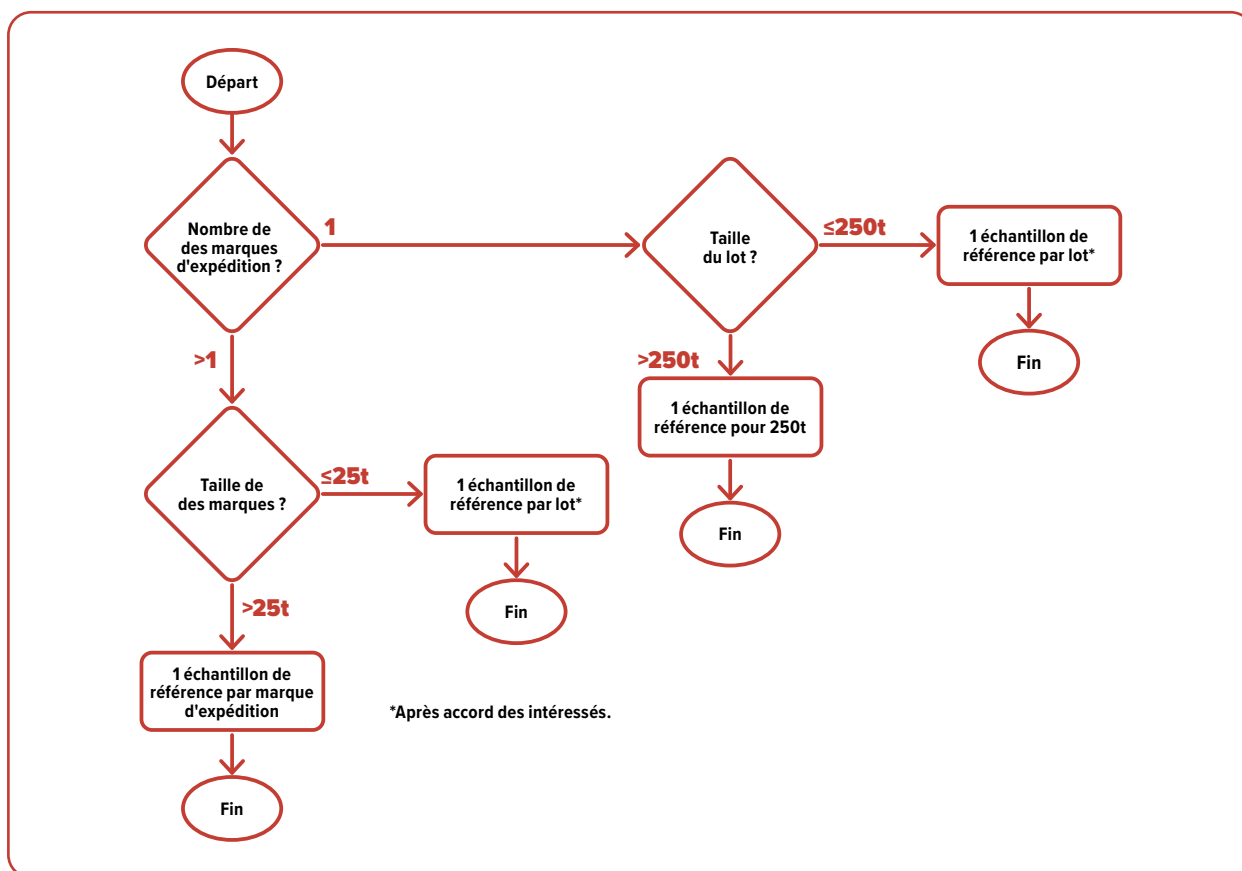 Départ
Nombre de
des marques
d'expédition ?
1
Taille
du lot ?
≤250t
1 échantillon de
référence par lot*
Fin
>1
>250t
1 échantillon de
référence pour 250t
Fin
Taille de
des marques ?
≤25t
1 échantillon de
référence par lot*
Fin
>25t
1 échantillon de
référence par marque
d'expédition
*Après accord des intéressés.
Fin